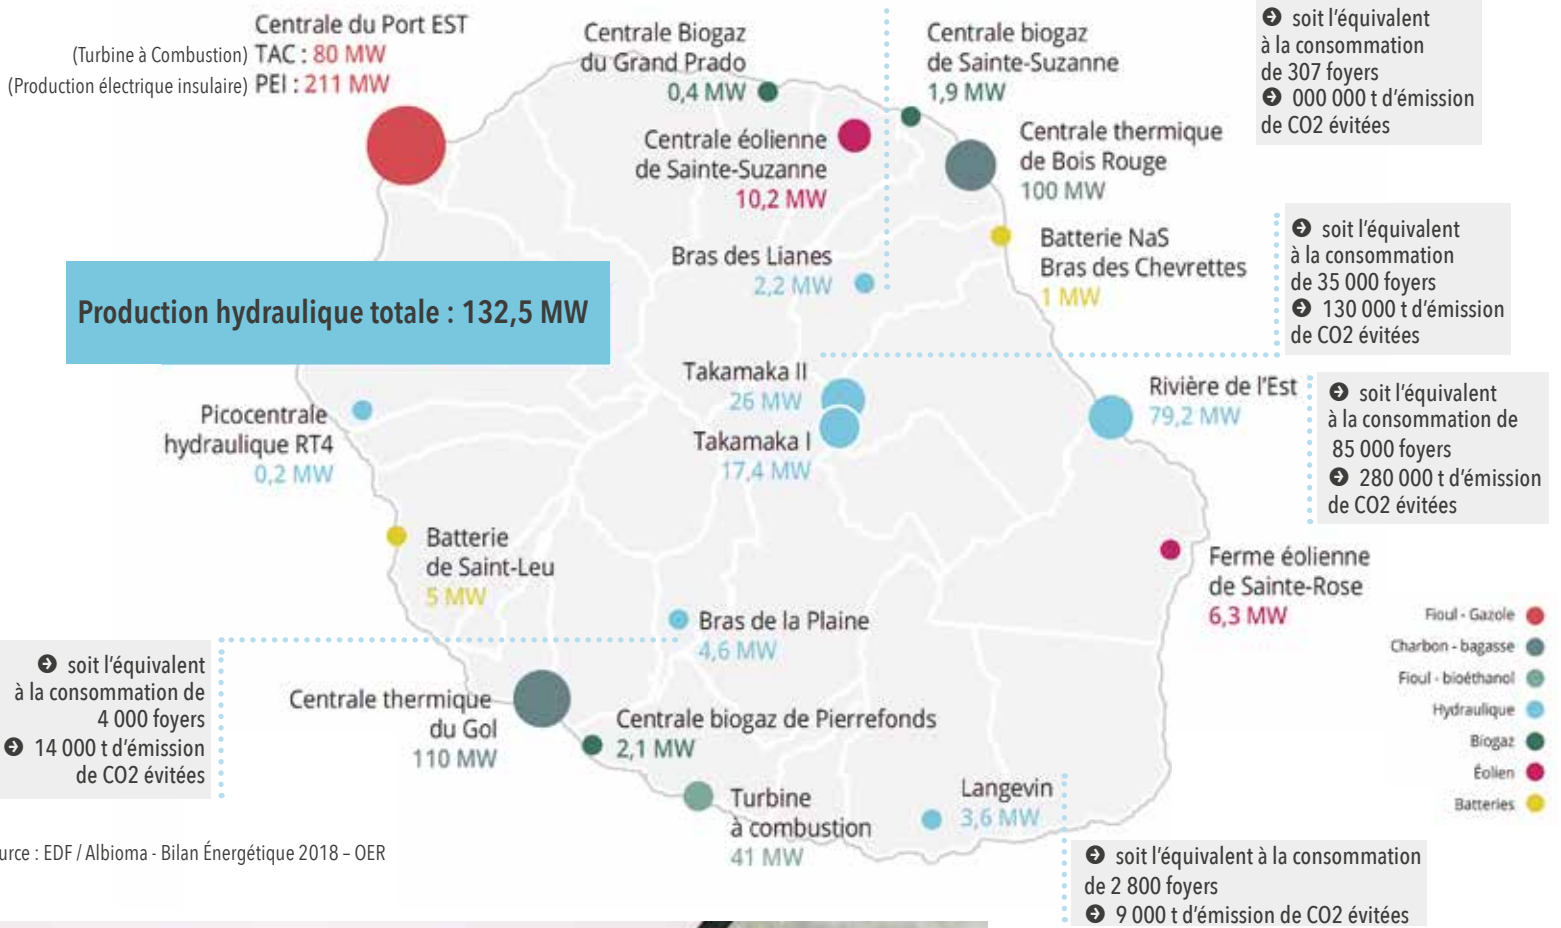 Centrale du Port EST
(Turbine à Combustion) TAC : 80 MW
(Production électrique insulaire) PEI : 211 MW
Centrale Biogaz
du Grand Prado
0,4 MW
Centrale biogaz
de Sainte-Suzanne
1,9 MW
➔ soit l'équivalent
à la consommation
de 307 foyers
➔ 000 000 t d'émission
de CO2 évitées
Centrale éolienne
de Sainte-Suzanne
10,2 MW
Centrale thermique
de Bois Rouge
100 MW
Bras des Lianes
2,2 MW
Batterie NaS
Bras des Chevrettes
1 MW
➔ soit l'équivalent
à la consommation
de 35 000 foyers
➔ 130 000 t d'émission
de CO2 évitées
Production hydraulique totale : 132,5 MW
Takamaka II
26 MW
Takamaka I
17,4 MW
Rivière de l'Est
79,2 MW
➔ soit l'équivalent
à la consommation de
85 000 foyers
➔ 280 000 t d'émission
de CO2 évitées
Picocentrale
hydraulique RT4
0,2 MW
Batterie
de Saint-Leu
5 MW
Ferme éolienne
de Sainte-Rose
6,3 MW
Bras de la Plaine
4,6 MW
➔ soit l'équivalent
à la consommation de
4 000 foyers
➔ 14 000 t d'émission
de CO2 évitées
Centrale thermique
du Gol
110 MW
Centrale biogaz de Pierrefonds
2,1 MW
Turbine
à combustion
41 MW
Langevin
3,6 MW
➔ soit l'équivalent à la consommation
de 2 800 foyers
➔ 9 000 t d'émission de CO2 évitées
Fioul - Gazole
Charbon - bagasse
Fioul - bioéthanol
Hydraulique
Biogaz
Éolien
Batteries
urce : EDF / Albioma - Bilan Énergétique 2018 – OER